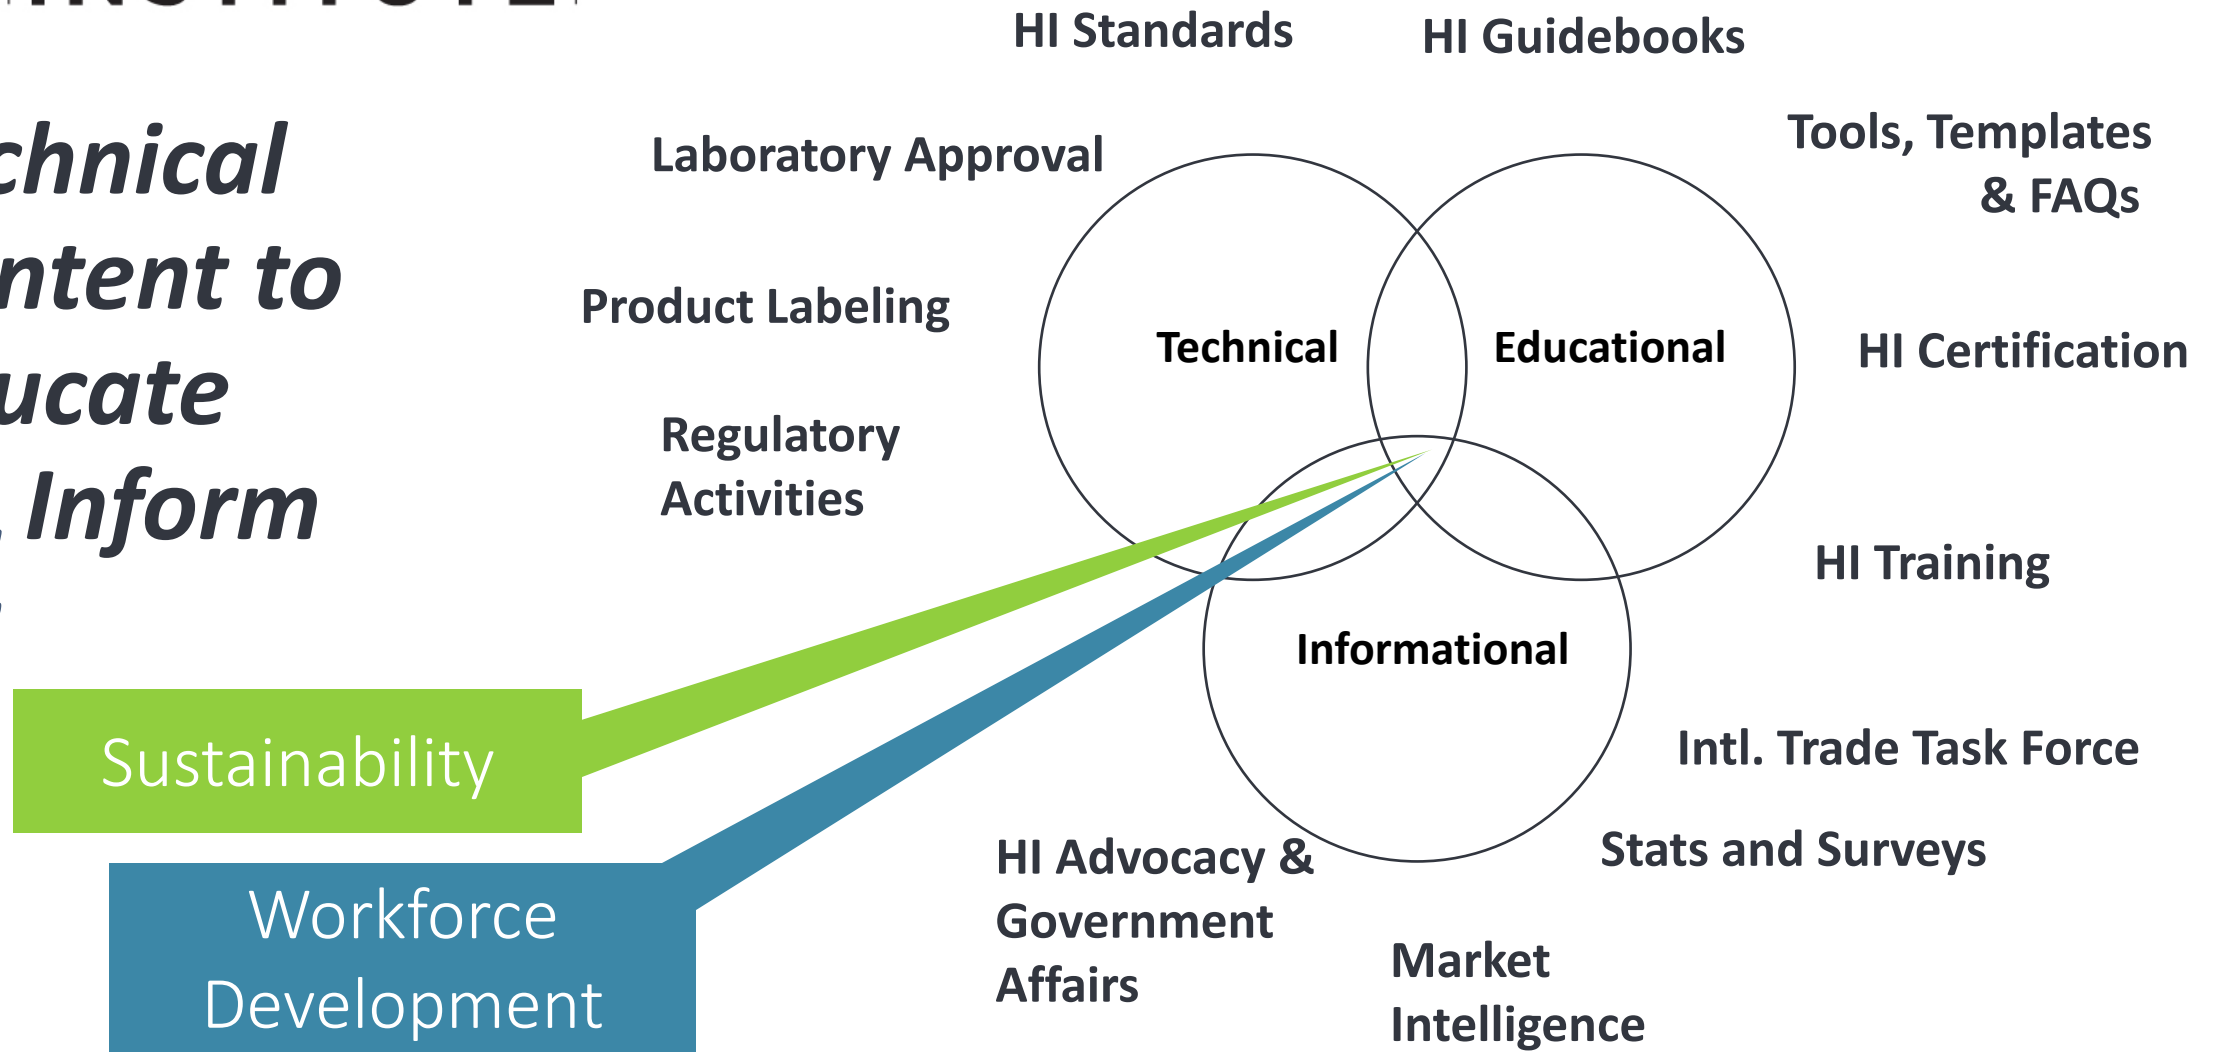 HI Standards
HI Guidebooks
Tools, Templates
& FAQs
Laboratory Approval
Product Labeling
Technical
Educational
HI Certification
Regulatory
Activities
HI Training
Informational
Intl. Trade Task Force
Stats and Surveys
HI Advocacy &
Government
Affairs
Market
Intelligence
chnical
ntent to
ucate
Inform
Sustainability
Workforce
Development